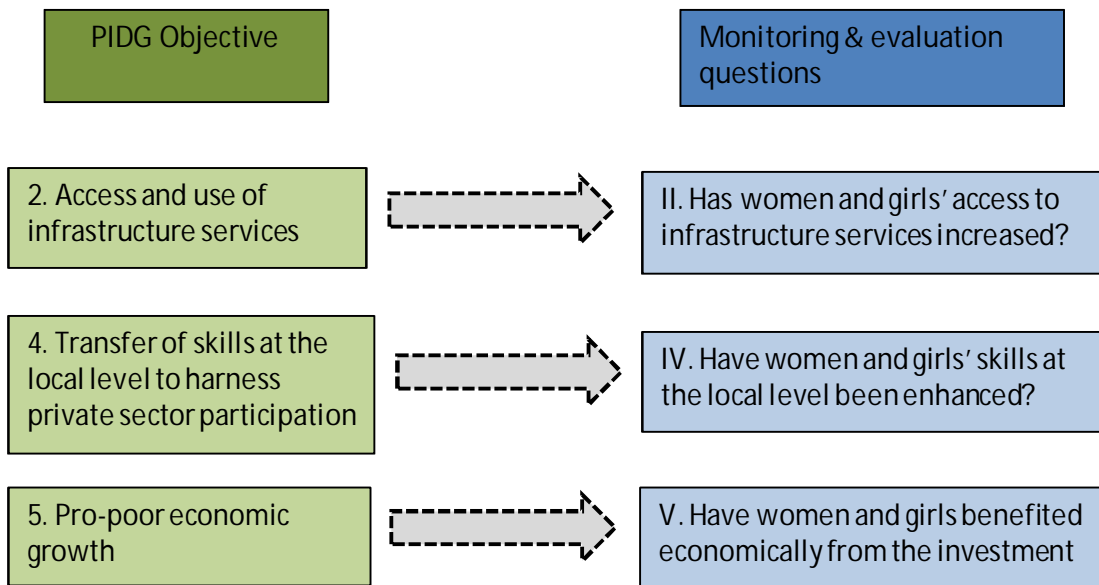 PIDG Objective
Monitoring & evaluation
questions
2. Access and use of
infrastructure services
II. Has women and girls’ access to
infrastructure services increased?
4. Transfer of skills at the
local level to harness
private sector participation
IV. Have women and girls’ skills at
the local level been enhanced?
5. Pro-poor economic
growth
V. Have women and girls benefited
economically from the investment